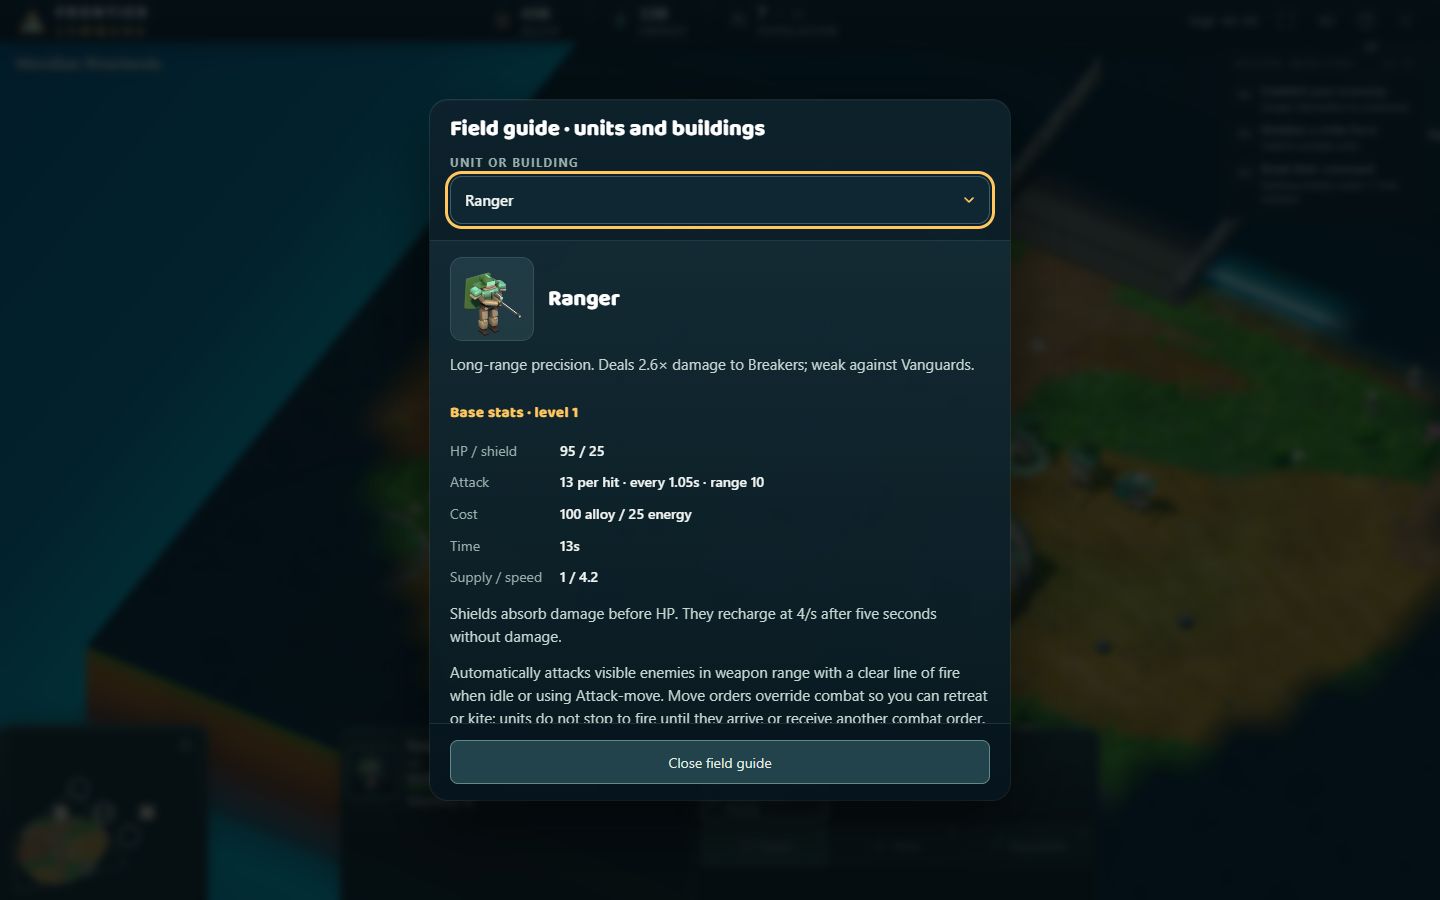 FRONTIER
Field guide • units and buildings
UNIT OR BUILDING
Ranger
Ranger
Long-range precision. Deals 2.6× damage to Breakers; weak against Vanguards.
Base stats · level 1
HP / shield 95 / 25
Attack 13 per hit · every 1.05s · range 10
Cost 100 alloy / 25 energy
Time 13s
Supply / speed 1 / 4.2
Shields absorb damage before HP. They recharge at 4/s after five seconds
without damage.
Automatically attacks visible enemies in weapon range with a clear line of fire
when idle or using Attack-move. Move orders override combat so you can retreat
or kite; units do not stop to fire until they arrive or receive another combat order.
Close field guide